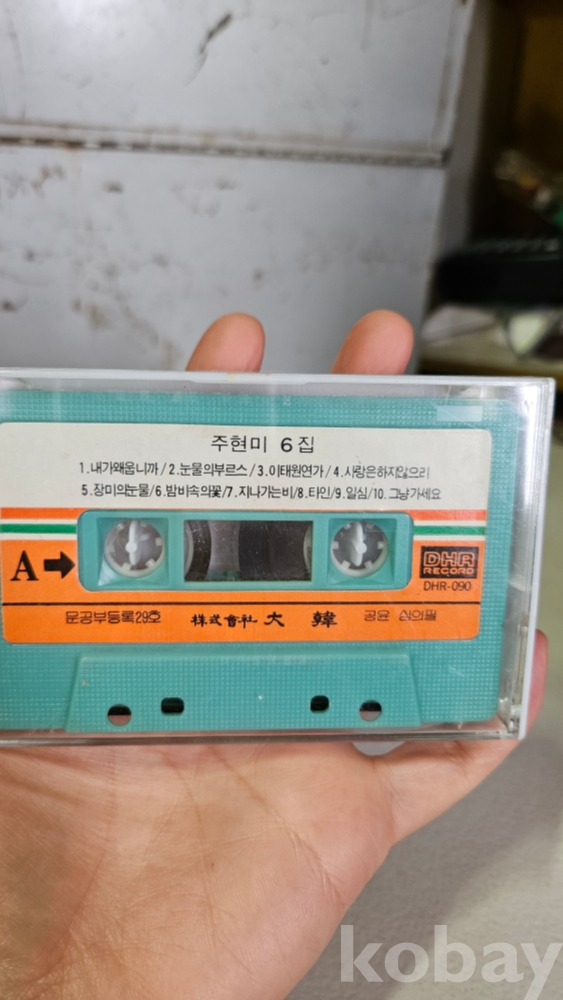 주현미 6집
1.내가왜웁니까/2.눈물의부르스/3.이태원연가/4.사랑은하지않으리
5.장미의눈물/6.밤비속의꽃/7.지나가는비/8.타인/9.일심/10.그냥가세요
A
DHR
RECORD
DHR-090
문공부등록29호 株式會社 大韓 공윤 심의필
kobay